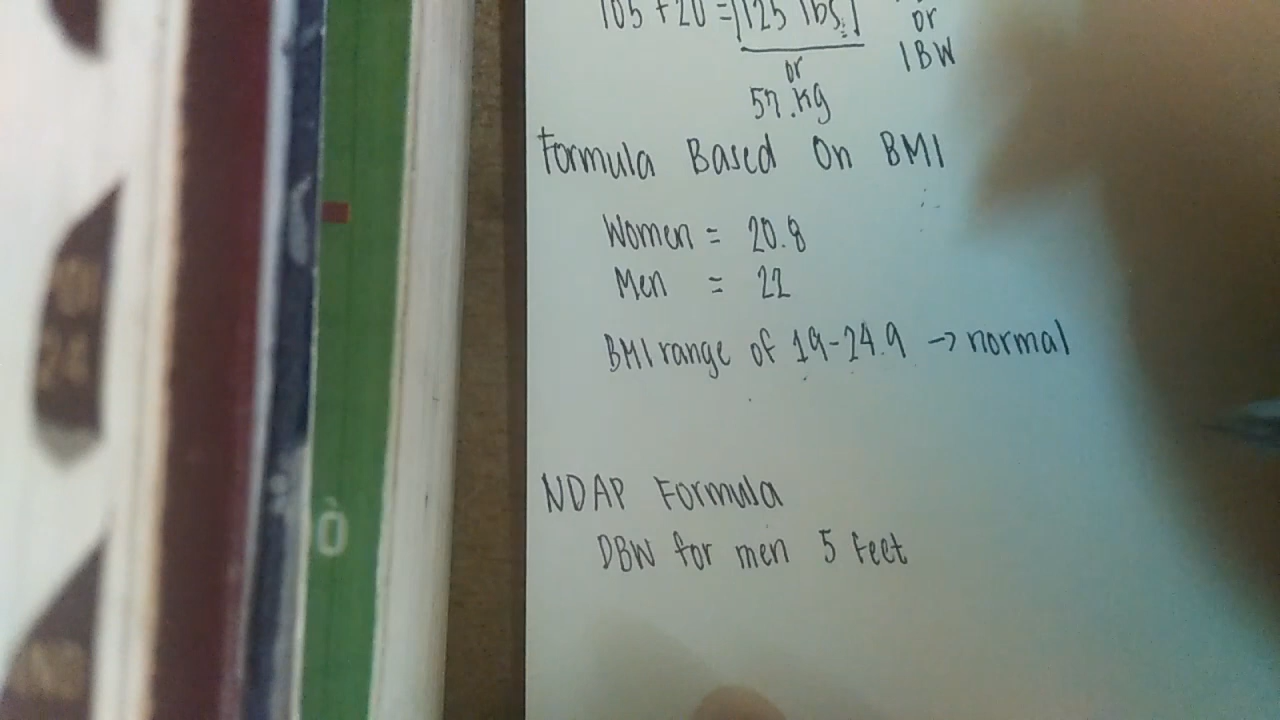 105 + 20 = 125 lbs.
or
IBW
or
57.kg
Formula Based On BMI
Women = 20.8
Men = 22
BMI range of 19-24.9 → normal
NDAP Formula
DBW for men 5 feet
Ò